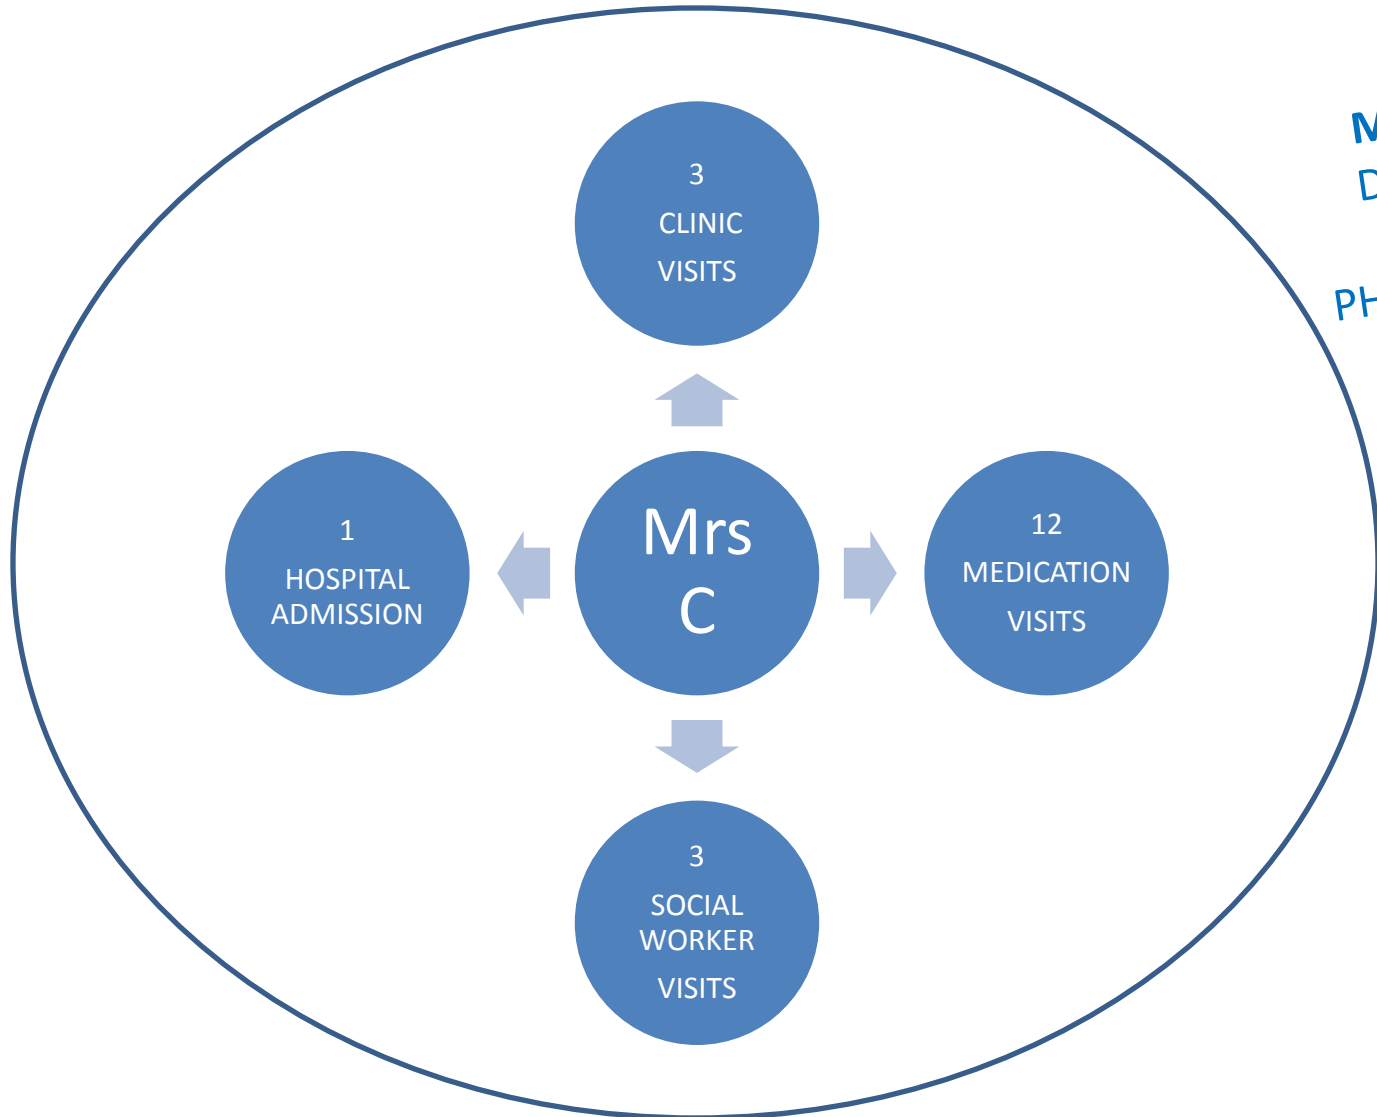 3
CLINIC
VISITS
1
HOSPITAL
ADMISSION
Mrs
C
12
MEDICATION
VISITS
3
SOCIAL
WORKER
VISITS